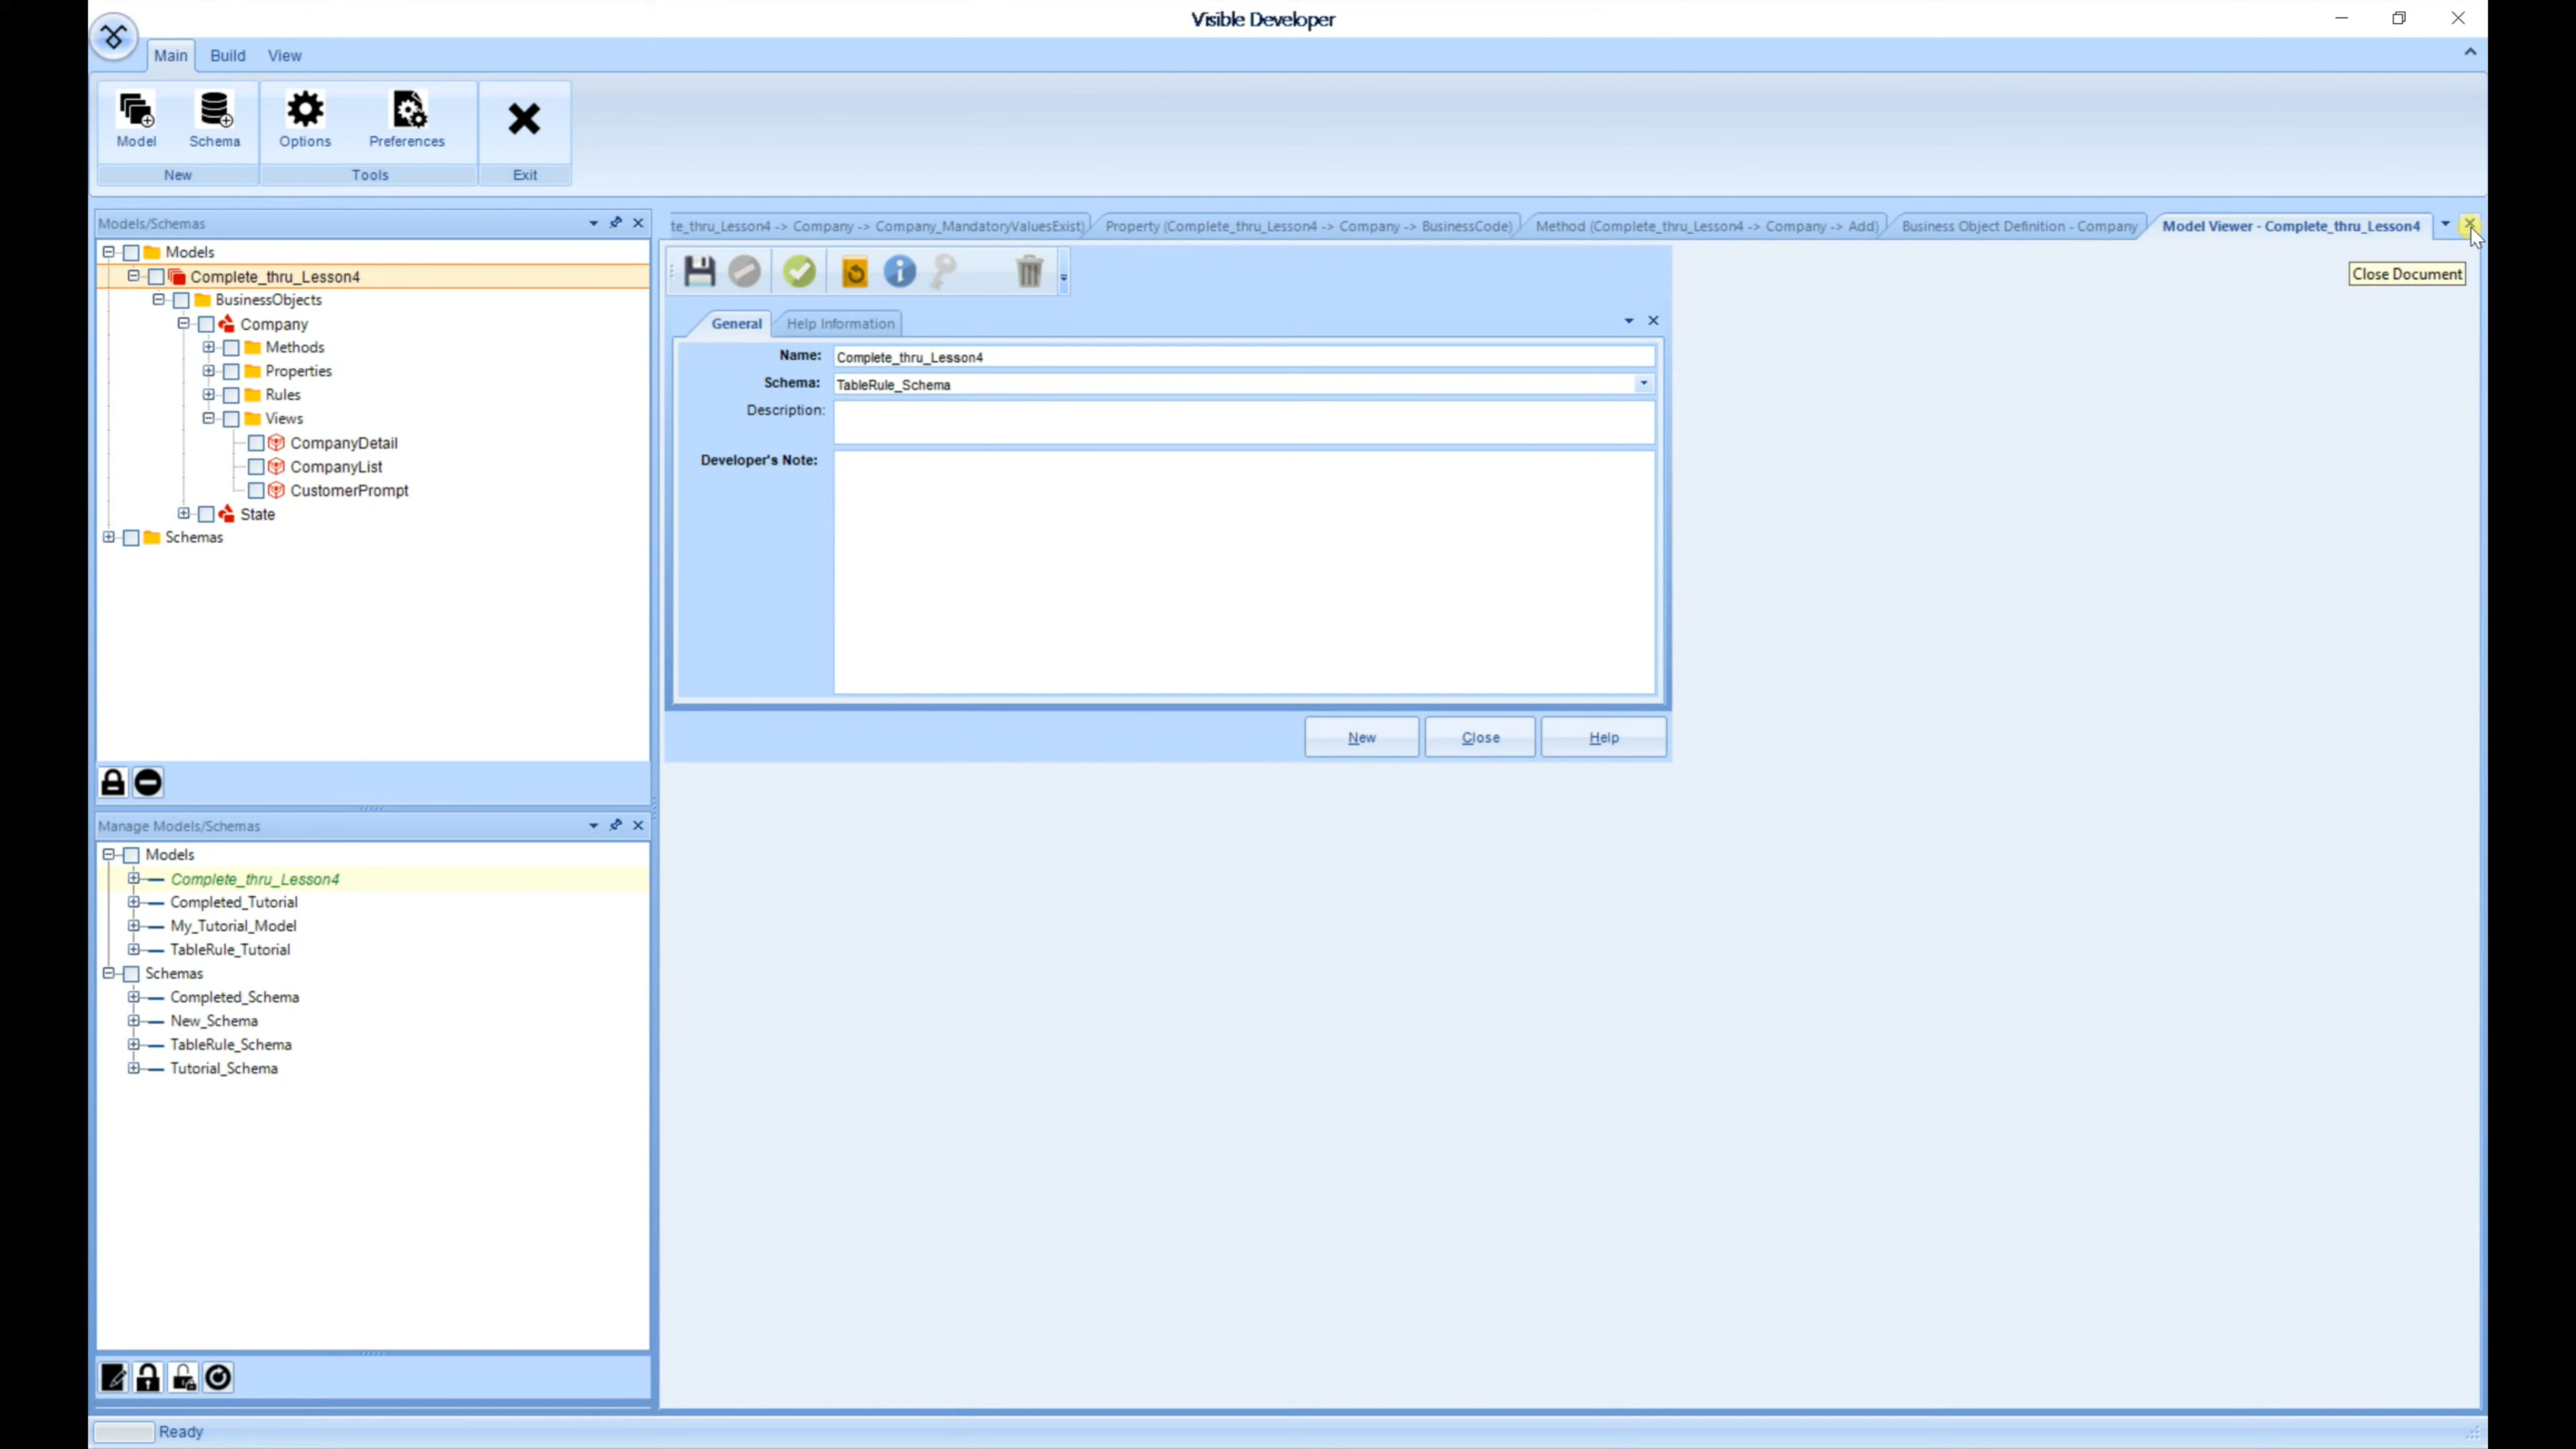 Visible Developer
Main Build View
Model Schema Options Preferences
New Tools Exit
Models/Schemas
Models
Complete_thru_Lesson4
BusinessObjects
Company
Methods
Properties
Rules
Views
CompanyDetail
CompanyList
CustomerPrompt
State
Schemas
Manage Models/Schemas
Models
Complete_thru_Lesson4
Completed_Tutorial
My_Tutorial_Model
TableRule_Tutorial
Schemas
Completed_Schema
New_Schema
TableRule_Schema
Tutorial_Schema
te_thru_Lesson4 -> Company -> Company_MandatoryValuesExist) Property (Complete_thru_Lesson4 -> Company -> BusinessCode) Method (Complete_thru_Lesson4 -> Company -> Add) Business Object Definition - Company Model Viewer - Complete_thru_Lesson4
Close Document
General Help Information
Name: Complete_thru_Lesson4
Schema: TableRule_Schema
Description:
Developer's Note:
New Close Help
Ready